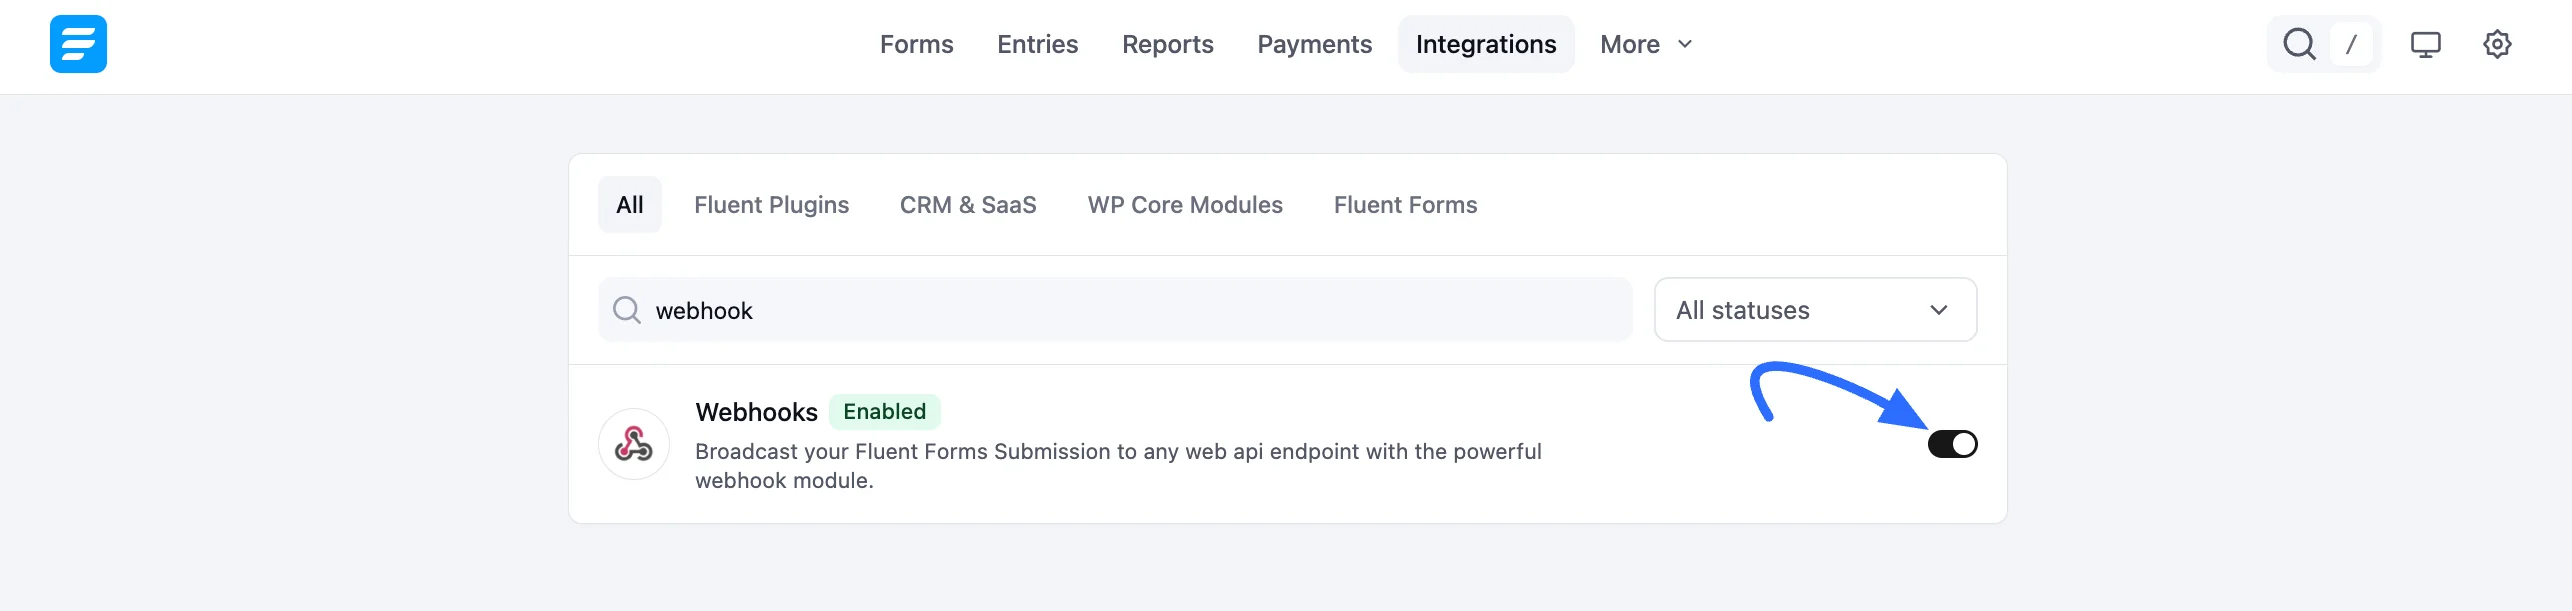 Forms Entries Reports Payments Integrations More /
All Fluent Plugins CRM & SaaS WP Core Modules Fluent Forms
webhook All statuses
Webhooks Enabled
Broadcast your Fluent Forms Submission to any web api endpoint with the powerful
webhook module.